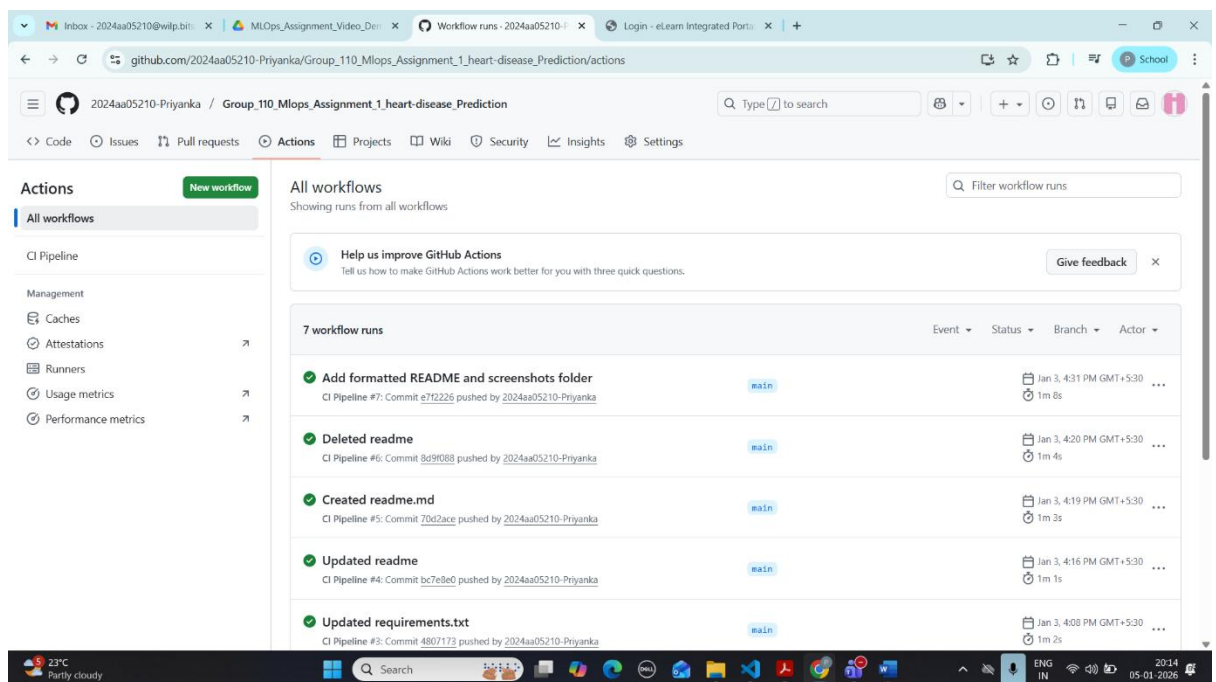 Inbox - 2024aa05210@wilp.bits
MLOps_Assignment_Video_Dem
Workflow runs · 2024aa05210-P
Login - eLearn Integrated Porta
github.com/2024aa05210-Priyanka/Group_110_Mlops_Assignment_1_heart-disease_Prediction/actions
P School
2024aa05210-Priyanka / Group_110_Mlops_Assignment_1_heart-disease_Prediction
Type / to search
Code
Issues
Pull requests
Actions
Projects
Wiki
Security
Insights
Settings
Actions
New workflow
All workflows
CI Pipeline
Management
Caches
Attestations
Runners
Usage metrics
Performance metrics
All workflows
Showing runs from all workflows
Filter workflow runs
Help us improve GitHub Actions
Tell us how to make GitHub Actions work better for you with three quick questions.
Give feedback
7 workflow runs
Event
Status
Branch
Actor
Add formatted README and screenshots folder
CI Pipeline #7: Commit e7f2226 pushed by 2024aa05210-Priyanka
main
Jan 3, 4:31 PM GMT+5:30
1m 8s
Deleted readme
CI Pipeline #6: Commit 8d9f088 pushed by 2024aa05210-Priyanka
main
Jan 3, 4:20 PM GMT+5:30
1m 4s
Created readme.md
CI Pipeline #5: Commit 70d2ace pushed by 2024aa05210-Priyanka
main
Jan 3, 4:19 PM GMT+5:30
1m 3s
Updated readme
CI Pipeline #4: Commit bc7e8e0 pushed by 2024aa05210-Priyanka
main
Jan 3, 4:16 PM GMT+5:30
1m 1s
Updated requirements.txt
CI Pipeline #3: Commit 4807173 pushed by 2024aa05210-Priyanka
main
Jan 3, 4:08 PM GMT+5:30
1m 2s
5
23°C
Partly cloudy
Search
ENG
IN
20:14
05-01-2026